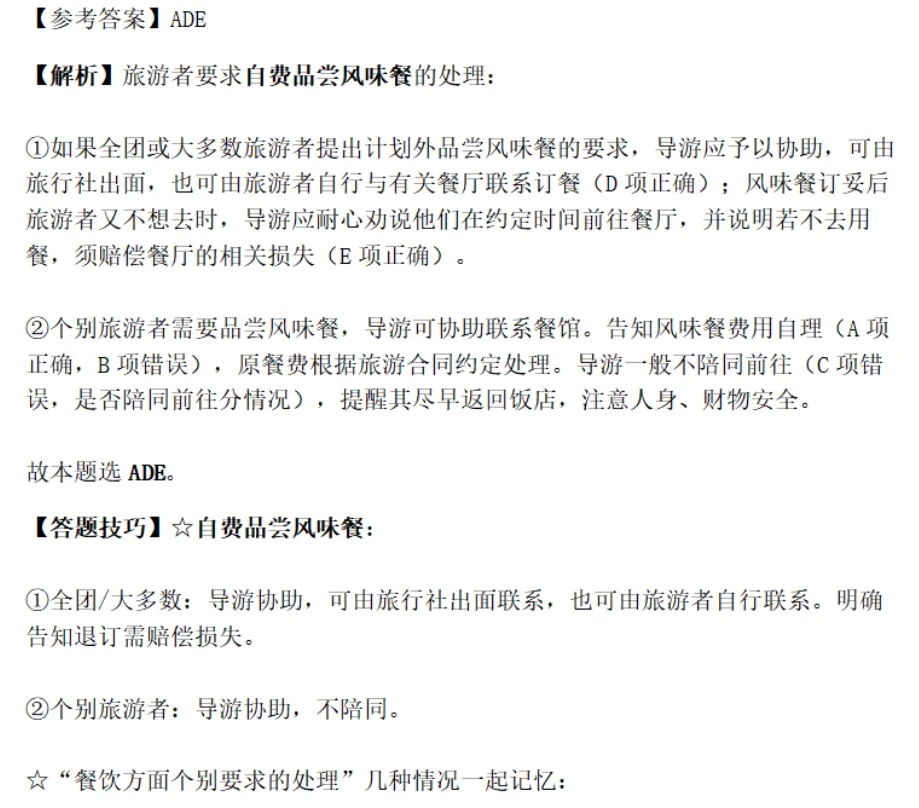 【参考答案】ADE
【解析】旅游者要求自费品尝风味餐的处理：
①如果全团或大多数旅游者提出计划外品尝风味餐的要求，导游应予以协助，可由
旅行社出面，也可由旅游者自行与有关餐厅联系订餐（D 项正确）；风味餐订妥后
旅游者又不想去时，导游应耐心劝说他们在约定时间前往餐厅，并说明若不去用
餐，须赔偿餐厅的相关损失（E 项正确）。
②个别旅游者需要品尝风味餐，导游可协助联系餐馆。告知风味餐费用自理（A 项
正确，B 项错误），原餐费根据旅游合同约定处理。导游一般不陪同前往（C 项错
误，是否陪同前往分情况），提醒其尽早返回饭店，注意人身、财物安全。
故本题选 ADE。
【答题技巧】☆自费品尝风味餐：
①全团/大多数：导游协助，可由旅行社出面联系，也可由旅游者自行联系。明确
告知退订需赔偿损失。
②个别旅游者：导游协助，不陪同。
☆“餐饮方面个别要求的处理”几种情况一起记忆：